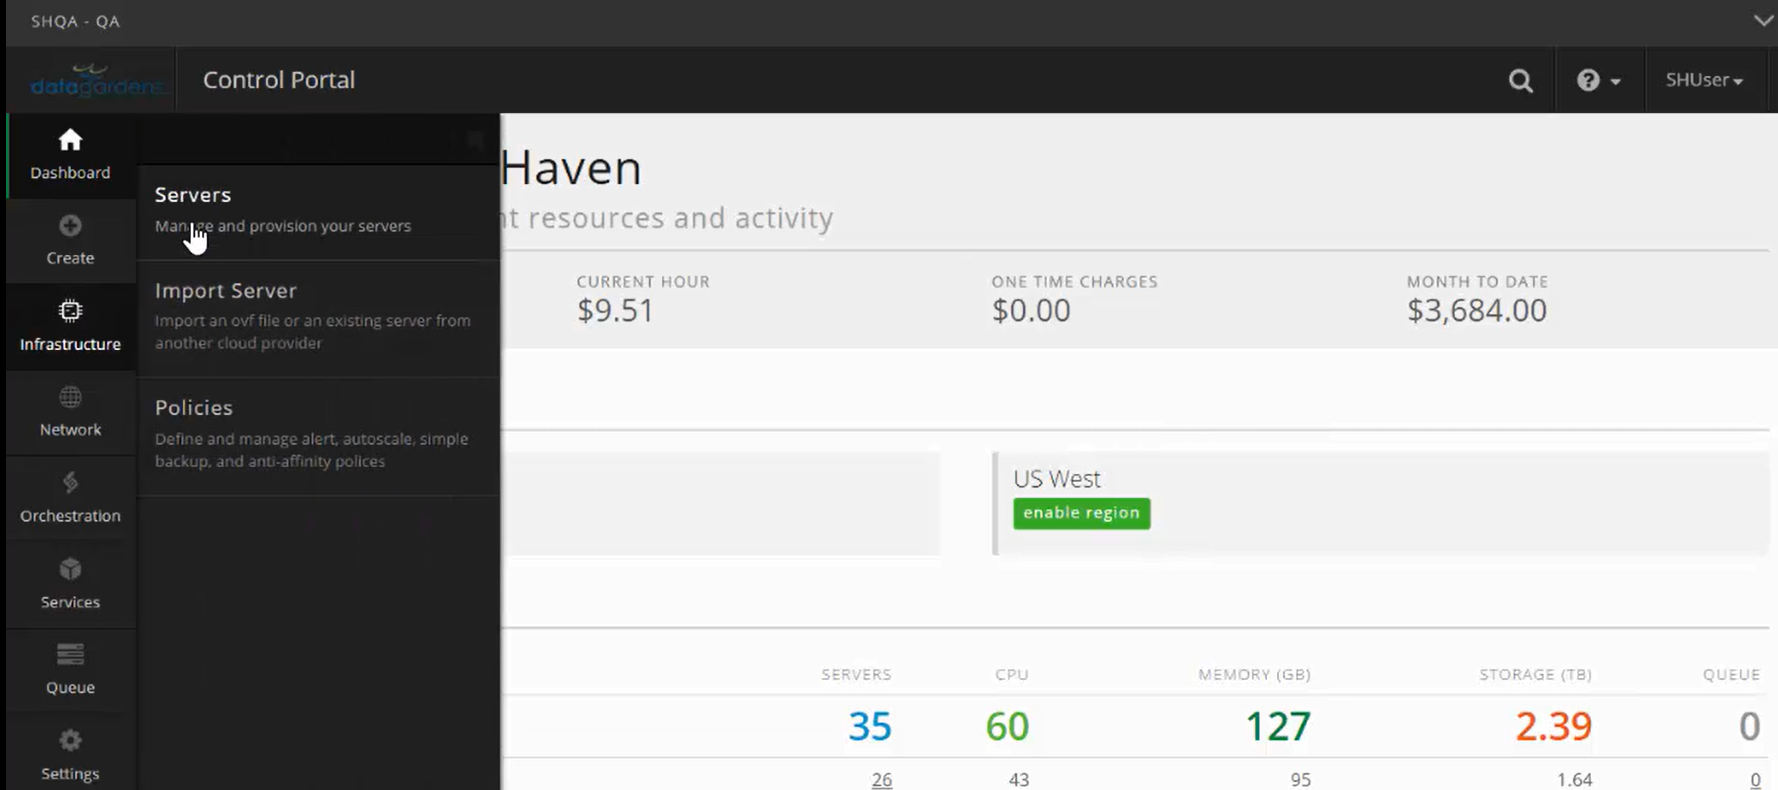 SHQA - QA
datagardens
Control Portal
SHUser
Dashboard
Create
Infrastructure
Network
Orchestration
Services
Queue
Settings
Servers
Manage and provision your servers
Import Server
Import an ovf file or an existing server from
another cloud provider
Policies
Define and manage alert, autoscale, simple
backup, and anti-affinity polices
Haven
nt resources and activity
CURRENT HOUR
$9.51
ONE TIME CHARGES
$0.00
MONTH TO DATE
$3,684.00
US West
enable region
SERVERS CPU MEMORY (GB) STORAGE (TB) QUEUE
35 60 127 2.39 0
26 43 95 1.64 0